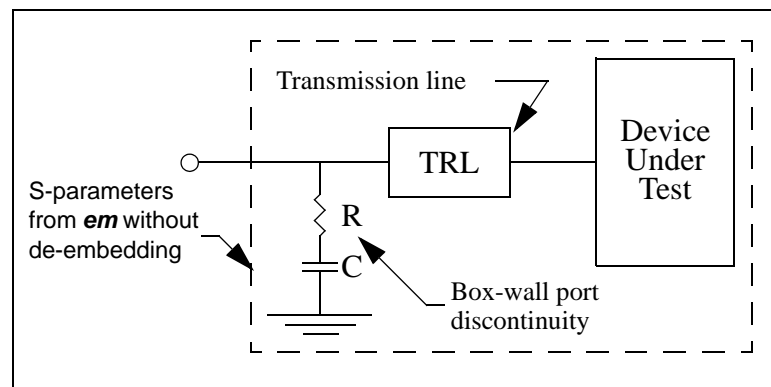 Transmission line
TRL
Device
Under
Test
S-parameters
from em without
de-embedding
R
C
Box-wall port
discontinuity